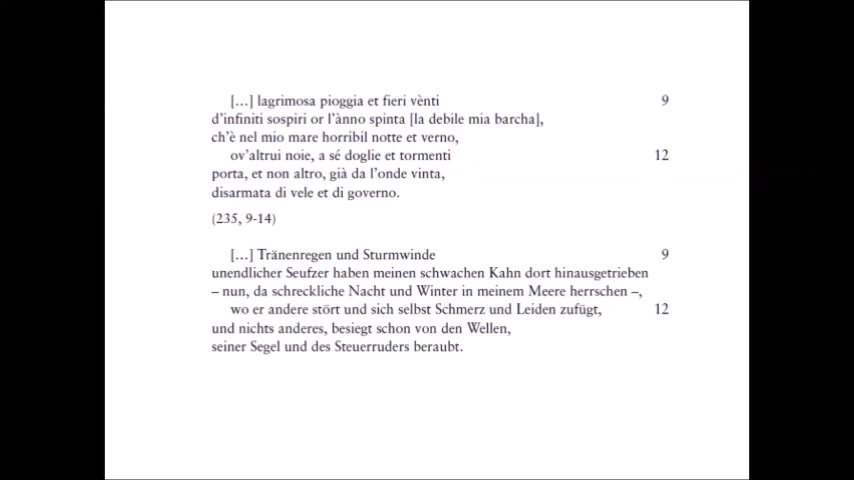 […] lagrimosa pioggia et fieri vènti 9
d'infiniti sospiri or l'ànno spinta [la debile mia barcha],
ch'è nel mio mare horribil notte et verno,
ov'altrui noie, a sé doglie et tormenti 12
porta, et non altro, già da l'onde vinta,
disarmata di vele et di governo.
(235, 9-14)
[…] Tränenregen und Sturmwinde 9
unendlicher Seufzer haben meinen schwachen Kahn dort hinausgetrieben
– nun, da schreckliche Nacht und Winter in meinem Meere herrschen –,
wo er andere stört und sich selbst Schmerz und Leiden zufügt, 12
und nichts anderes, besiegt schon von den Wellen,
seiner Segel und des Steuerruders beraubt.